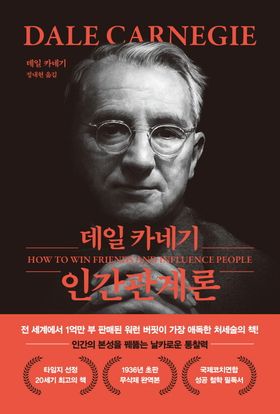 DALE CARNEGIE
데일 카네기
정내현 옮김
데일 카네기
HOW TO WIN FRIENDS AND INFLUENCE PEOPLE
인간관계론
전 세계에서 1억만 부 판매된 워런 버핏이 가장 애독한 처세술의 책!
인간의 본성을 꿰뚫는 날카로운 통찰력
타임지 선정
20세기 최고의 책
1936년 초판
무삭제 완역본
국제코치연합
성공 철학 필독서